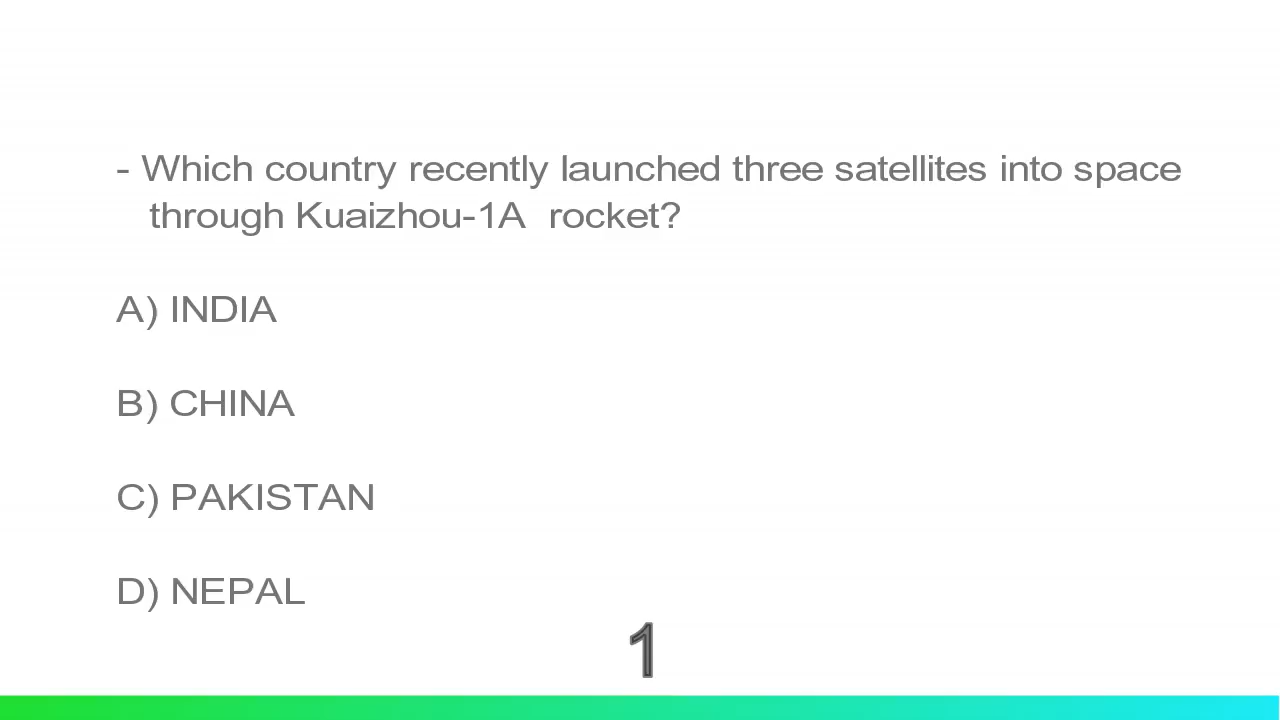 - Which country recently launched three satellites into space
through Kuaizhou-1A  rocket?
A) INDIA
B) CHINA
C) PAKISTAN
D) NEPAL
1